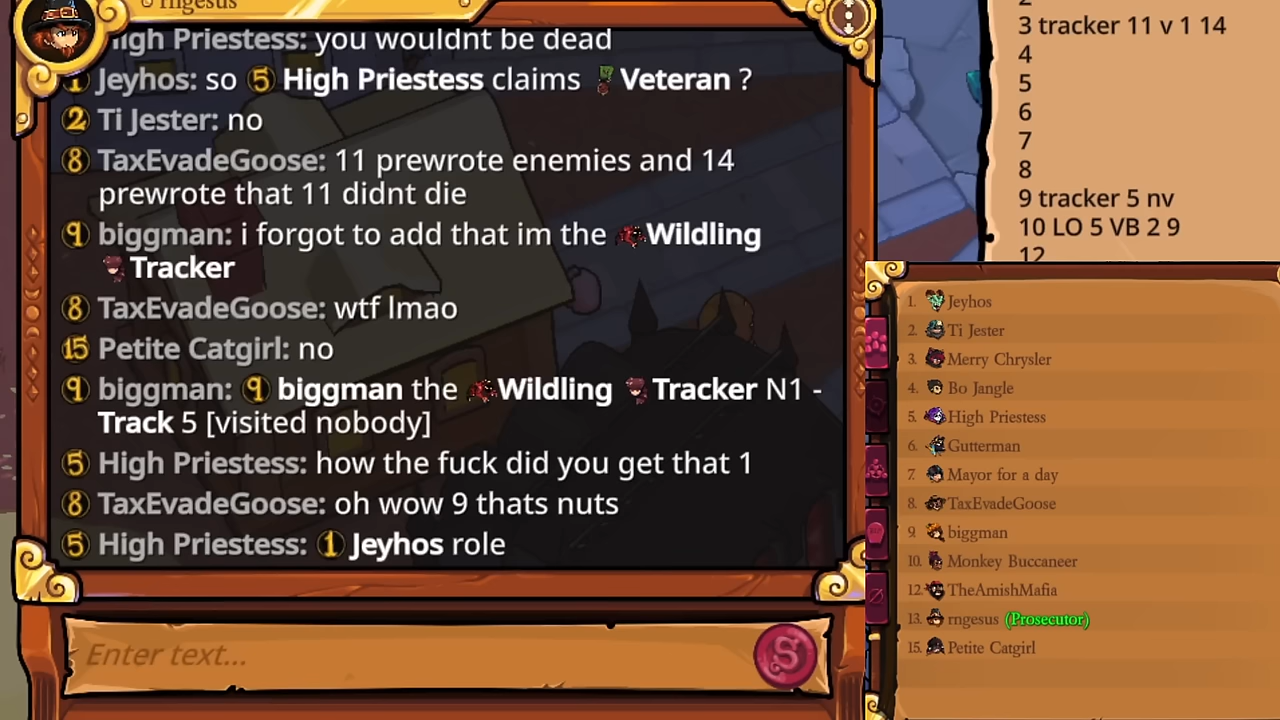 rngesus
High Priestess: you wouldnt be dead
1 Jeyhos: so 5 High Priestess claims Veteran ?
2 Ti Jester: no
8 TaxEvadeGoose: 11 prewrote enemies and 14
prewrote that 11 didnt die
9 biggman: i forgot to add that im the Wildling
Tracker
8 TaxEvadeGoose: wtf lmao
15 Petite Catgirl: no
9 biggman: 9 biggman the Wildling Tracker N1 -
Track 5 [visited nobody]
5 High Priestess: how the fuck did you get that 1
8 TaxEvadeGoose: oh wow 9 thats nuts
5 High Priestess: 1 Jeyhos role
Enter text...
S
2
3 tracker 11 v 1 14
4
5
6
7
8
9 tracker 5 nv
10 LO 5 VB 2 9
12
1. Jeyhos
2. Ti Jester
3. Merry Chrysler
4. Bo Jangle
5. High Priestess
6. Gutterman
7. Mayor for a day
8. TaxEvadeGoose
9. biggman
10. Monkey Buccaneer
12. TheAmishMafia
13. rngesus (Prosecutor)
15. Petite Catgirl